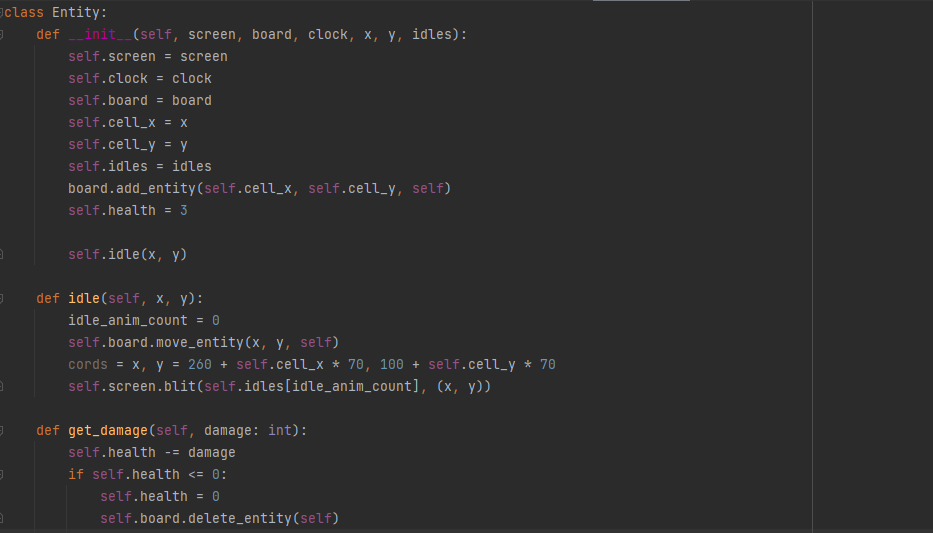 class Entity:
    def __init__(self, screen, board, clock, x, y, idles):
        self.screen = screen
        self.clock = clock
        self.board = board
        self.cell_x = x
        self.cell_y = y
        self.idles = idles
        board.add_entity(self.cell_x, self.cell_y, self)
        self.health = 3

        self.idle(x, y)

    def idle(self, x, y):
        idle_anim_count = 0
        self.board.move_entity(x, y, self)
        cords = x, y = 260 + self.cell_x * 70, 100 + self.cell_y * 70
        self.screen.blit(self.idles[idle_anim_count], (x, y))

    def get_damage(self, damage: int):
        self.health -= damage
        if self.health <= 0:
            self.health = 0
            self.board.delete_entity(self)